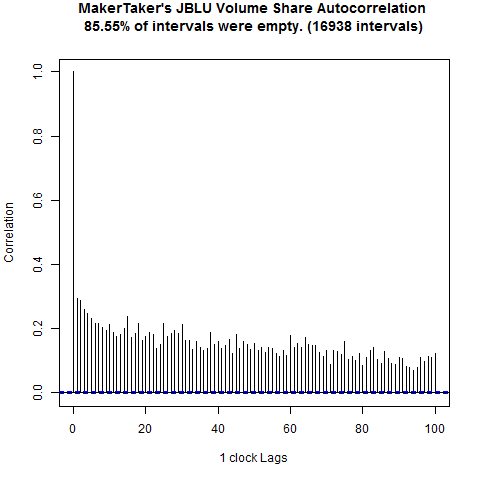 MakerTaker's JBLU Volume Share Autocorrelation
85.55% of intervals were empty. (16938 intervals)
Correlation
1.0
0.8
0.6
0.4
0.2
0.0
0 20 40 60 80 100
1 clock Lags